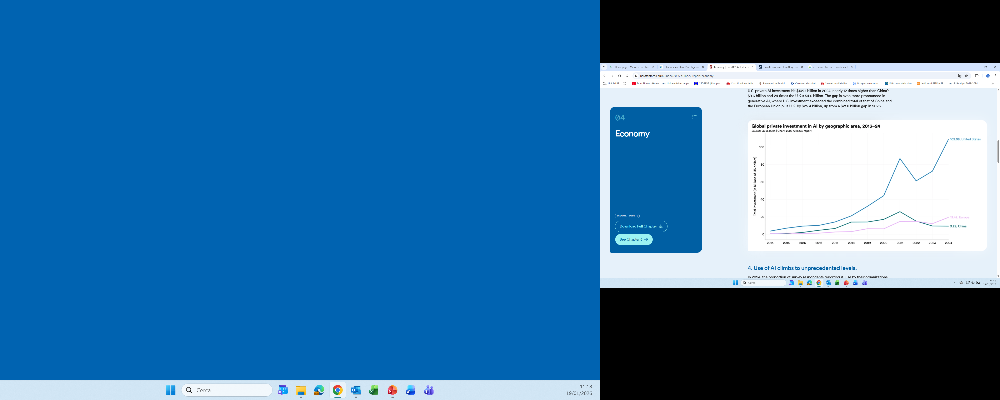 Cerca
11:18
19/01/2026
Home page | Ministero del Lav
Gli investimenti nell'Intelligenz
Economy | The 2025 AI Index R
Private investment in AI by cou
investimenti ia nel mondo stan
hai.stanford.edu/ai-index/2025-ai-index-report/economy
Link MLPS
Trust Signer - Home
Unione delle compe...
CEDEFOP | Europea...
Classificazione delle...
Benvenuti in Excelsi...
Osservatori statistici
Sistemi locali del lav...
Prospettive occupaz...
Riduzione della diso...
Indicatori FESR e FS...
EU budget 2028-2034
U.S. private AI investment hit $109.1 billion in 2024, nearly 12 times higher than China's
$9.3 billion and 24 times the U.K.'s $4.5 billion. The gap is even more pronounced in
generative AI, where U.S. investment exceeded the combined total of that of China and
the European Union plus U.K. by $25.4 billion, up from a $21.8 billion gap in 2023.
04
Economy
ECONOMY, MARKETS
Download Full Chapter
See Chapter 5
Global private investment in AI by geographic area, 2013–24
Source: Quid, 2024 | Chart: 2025 AI Index report
Total investment (in billions of US dollars)
100
80
60
40
20
0
109.08, United States
19.42, Europe
9.29, China
2013 2014 2015 2016 2017 2018 2019 2020 2021 2022 2023 2024
4. Use of AI climbs to unprecedented levels.
In 2024, the proportion of survey respondents reporting AI use by their organizations
Cerca
11:18
19/01/2026